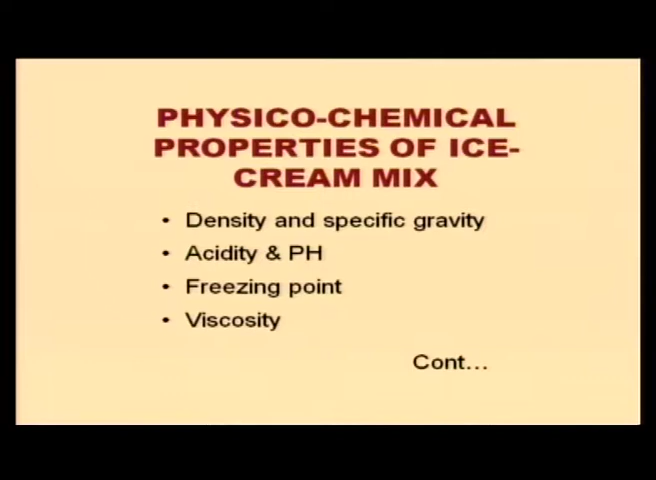 PHYSICO-CHEMICAL
PROPERTIES OF ICE-
CREAM MIX
• Density and specific gravity
• Acidity & PH
• Freezing point
• Viscosity
Cont...